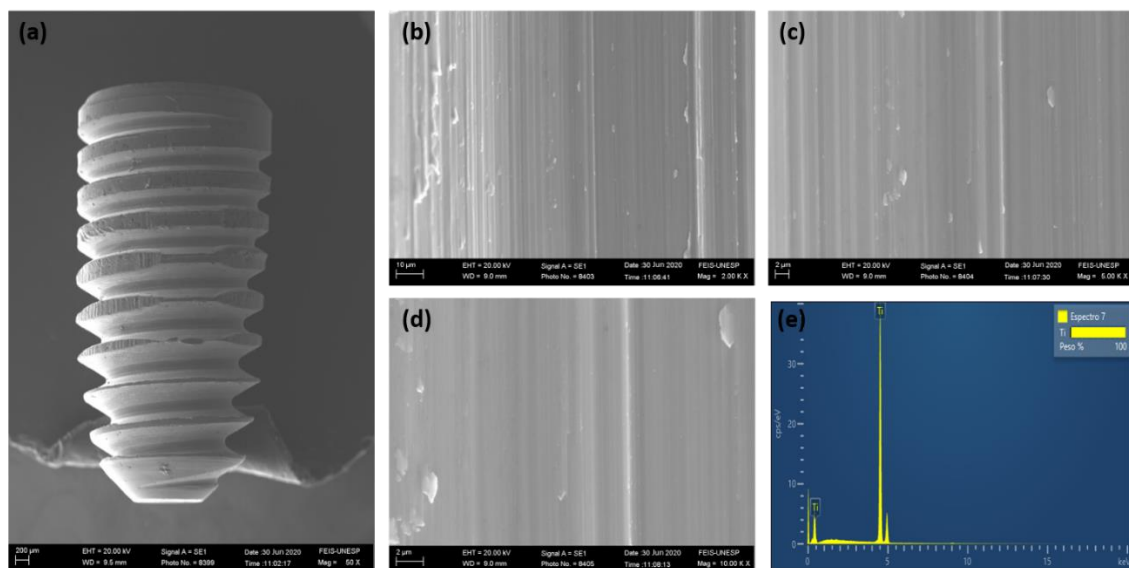 (a)
200 µm
EHT = 20.00 kV
WD = 9.5 mm
Signal A = SE1
Photo No. = 8399
Date :30 Jun 2020
Time :11:02:17
FEIS-UNESP
Mag = 50 X
(b)
10 µm
EHT = 20.00 kV
WD = 9.0 mm
Signal A = SE1
Photo No. = 8403
Date :30 Jun 2020
Time :11:06:41
FEIS-UNESP
Mag = 2.00 K X
(c)
2 µm
EHT = 20.00 kV
WD = 9.0 mm
Signal A = SE1
Photo No. = 8404
Date :30 Jun 2020
Time :11:07:30
FEIS-UNESP
Mag = 5.00 K X
(d)
2 µm
EHT = 20.00 kV
WD = 9.0 mm
Signal A = SE1
Photo No. = 8405
Date :30 Jun 2020
Time :11:08:13
FEIS-UNESP
Mag = 10.00 K X
(e)
Ti
Espectro 7
Ti
Peso % 100
cps/eV
30
20
10
0
Ti
0 5 10 15 keV